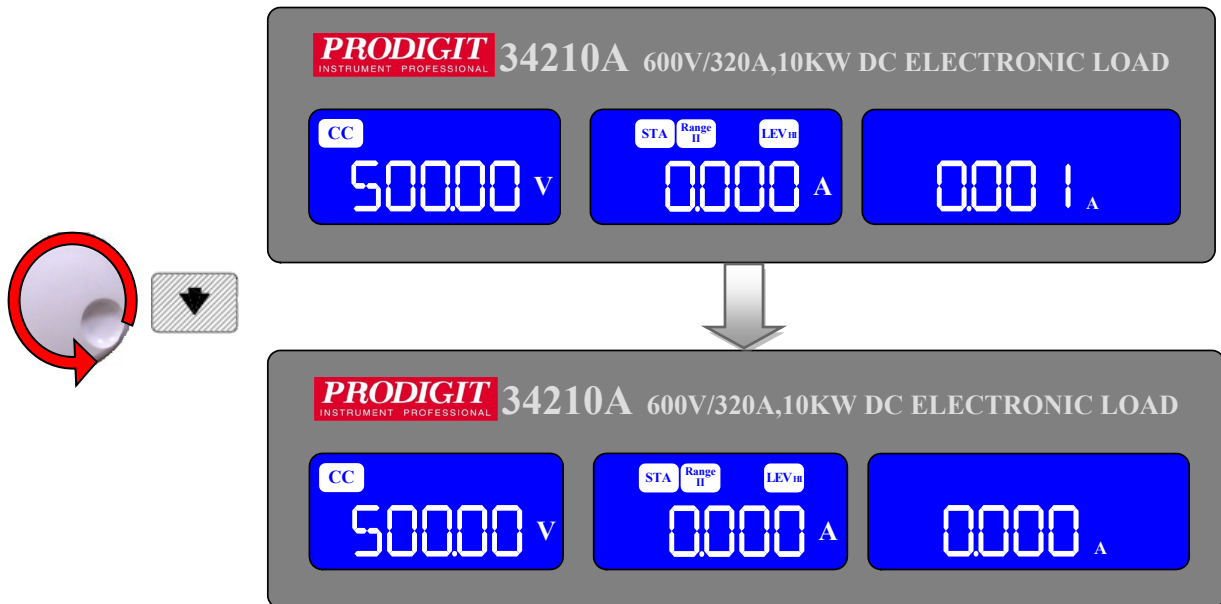 PRODIGIT
INSTRUMENT PROFESSIONAL
34210A 600V/320A,10KW DC ELECTRONIC LOAD
CC
STA Range II LEV HI
500.00 V
0.000 A
0.001 A
PRODIGIT
INSTRUMENT PROFESSIONAL
34210A 600V/320A,10KW DC ELECTRONIC LOAD
CC
STA Range II LEV HI
500.00 V
0.000 A
0.000 A